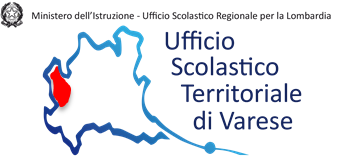 Ministero dell'Istruzione - Ufficio Scolastico Regionale per la Lombardia
Ufficio
Scolastico
Territoriale
di Varese